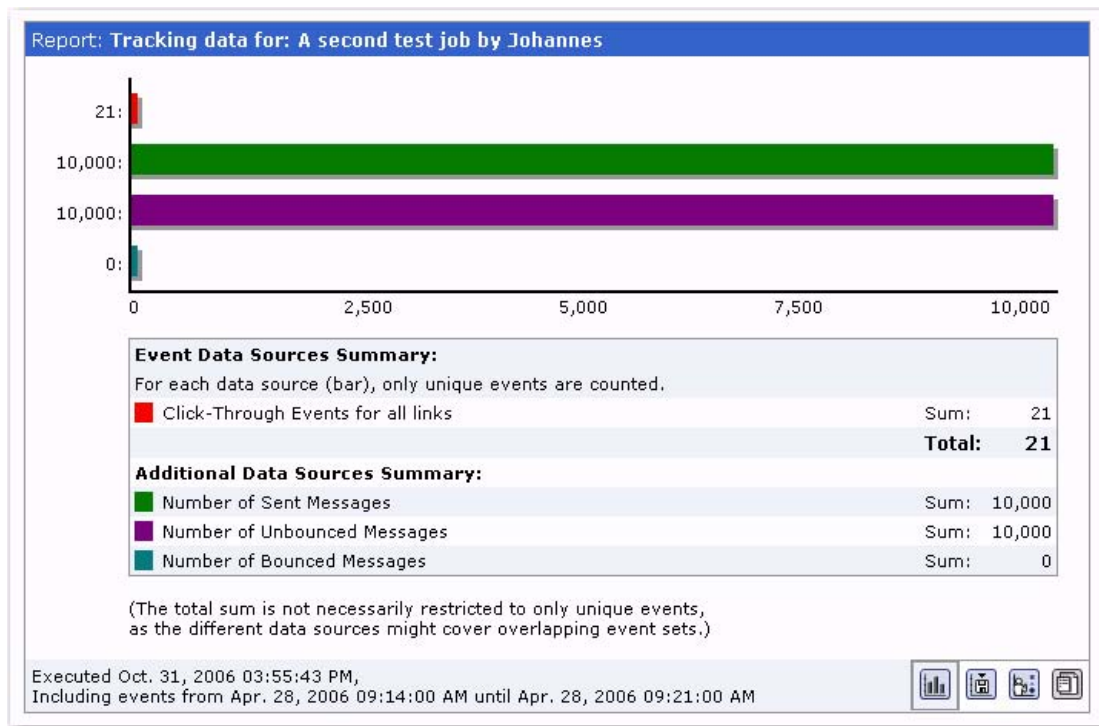 Report: Tracking data for: A second test job by Johannes
21:
10,000:
10,000:
0:
0 2,500 5,000 7,500 10,000
Event Data Sources Summary:
For each data source (bar), only unique events are counted.
Click-Through Events for all links Sum: 21
Total: 21
Additional Data Sources Summary:
Number of Sent Messages Sum: 10,000
Number of Unbounced Messages Sum: 10,000
Number of Bounced Messages Sum: 0
(The total sum is not necessarily restricted to only unique events,
as the different data sources might cover overlapping event sets.)
Executed Oct. 31, 2006 03:55:43 PM,
Including events from Apr. 28, 2006 09:14:00 AM until Apr. 28, 2006 09:21:00 AM